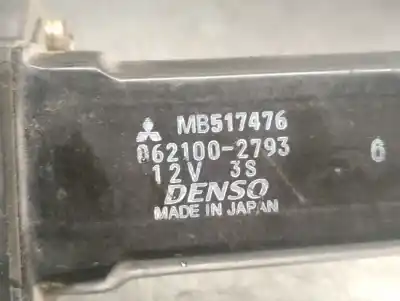 MB517476
062100-2793
6
12V 3S
DENSO
MADE IN JAPAN